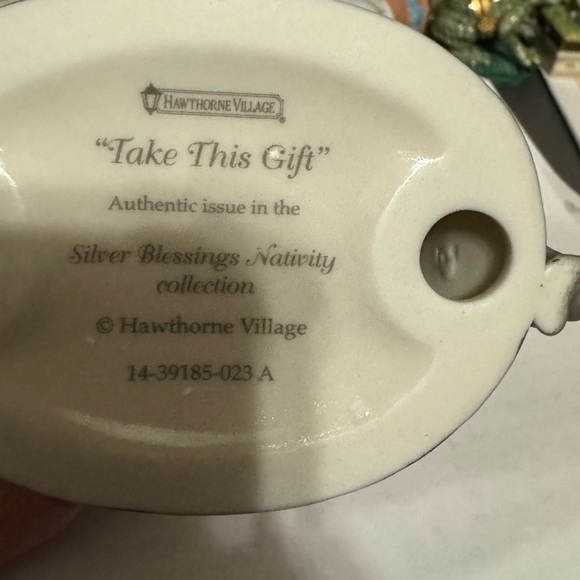 HAWTHORNE VILLAGE
“Take This Gift”
Authentic issue in the
Silver Blessings Nativity
collection
© Hawthorne Village
14-39185-023 A